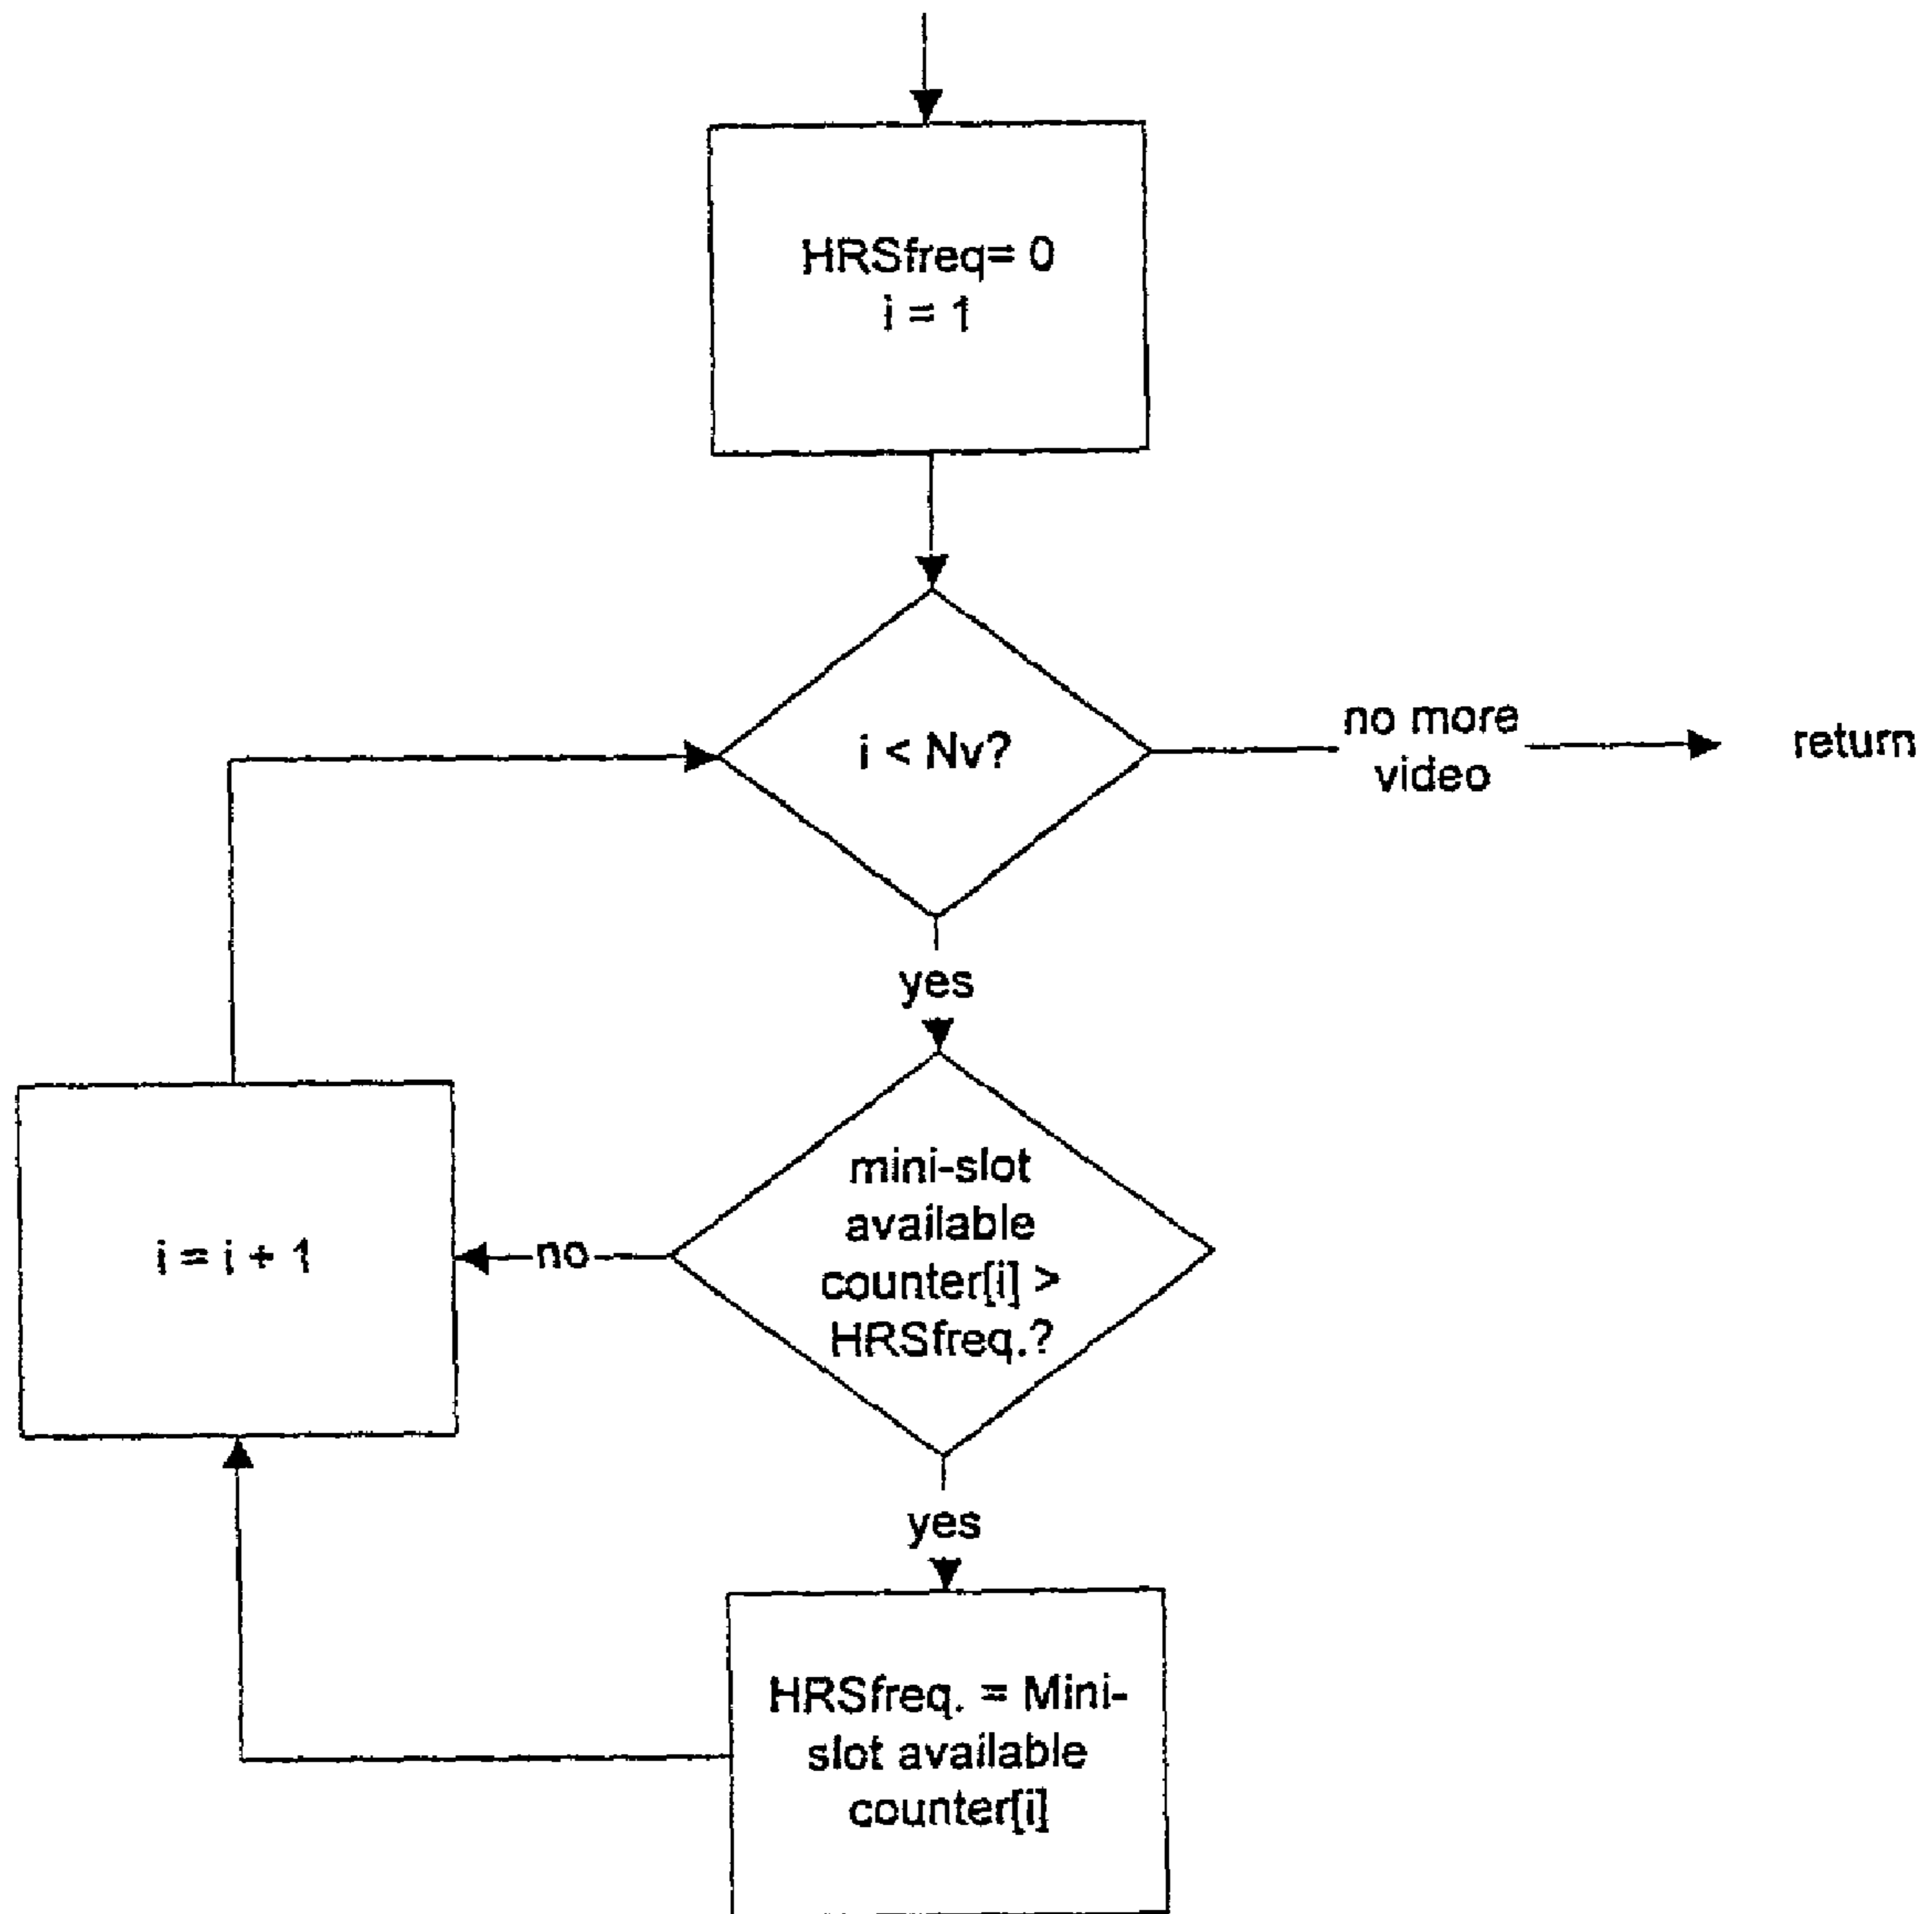 HRSfreq= 0
i = 1
i < Nv?
no more
video
return
yes
mini-slot
available
counter[i] >
HRSfreq.?
no
i = i + 1
yes
HRSfreq. = Mini-
slot available
counter[i]